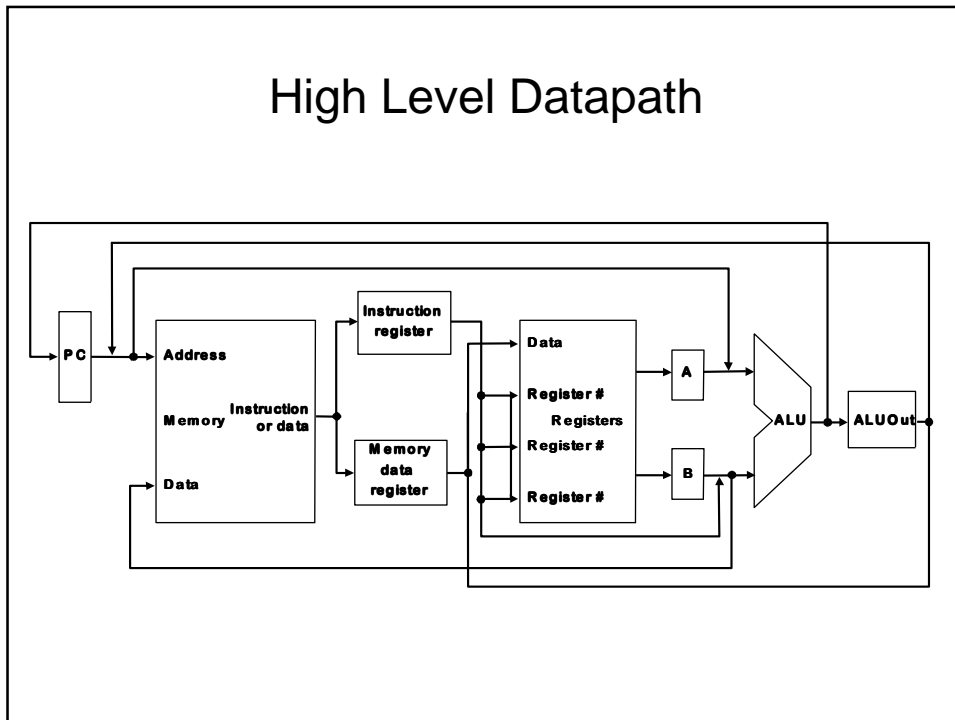 High Level Datapath
PC
Address
Memory
Instruction
or data
Data
Instruction
register
Memory
data
register
Data
Register #
Registers
Register #
Register #
A
B
ALU
ALUOut